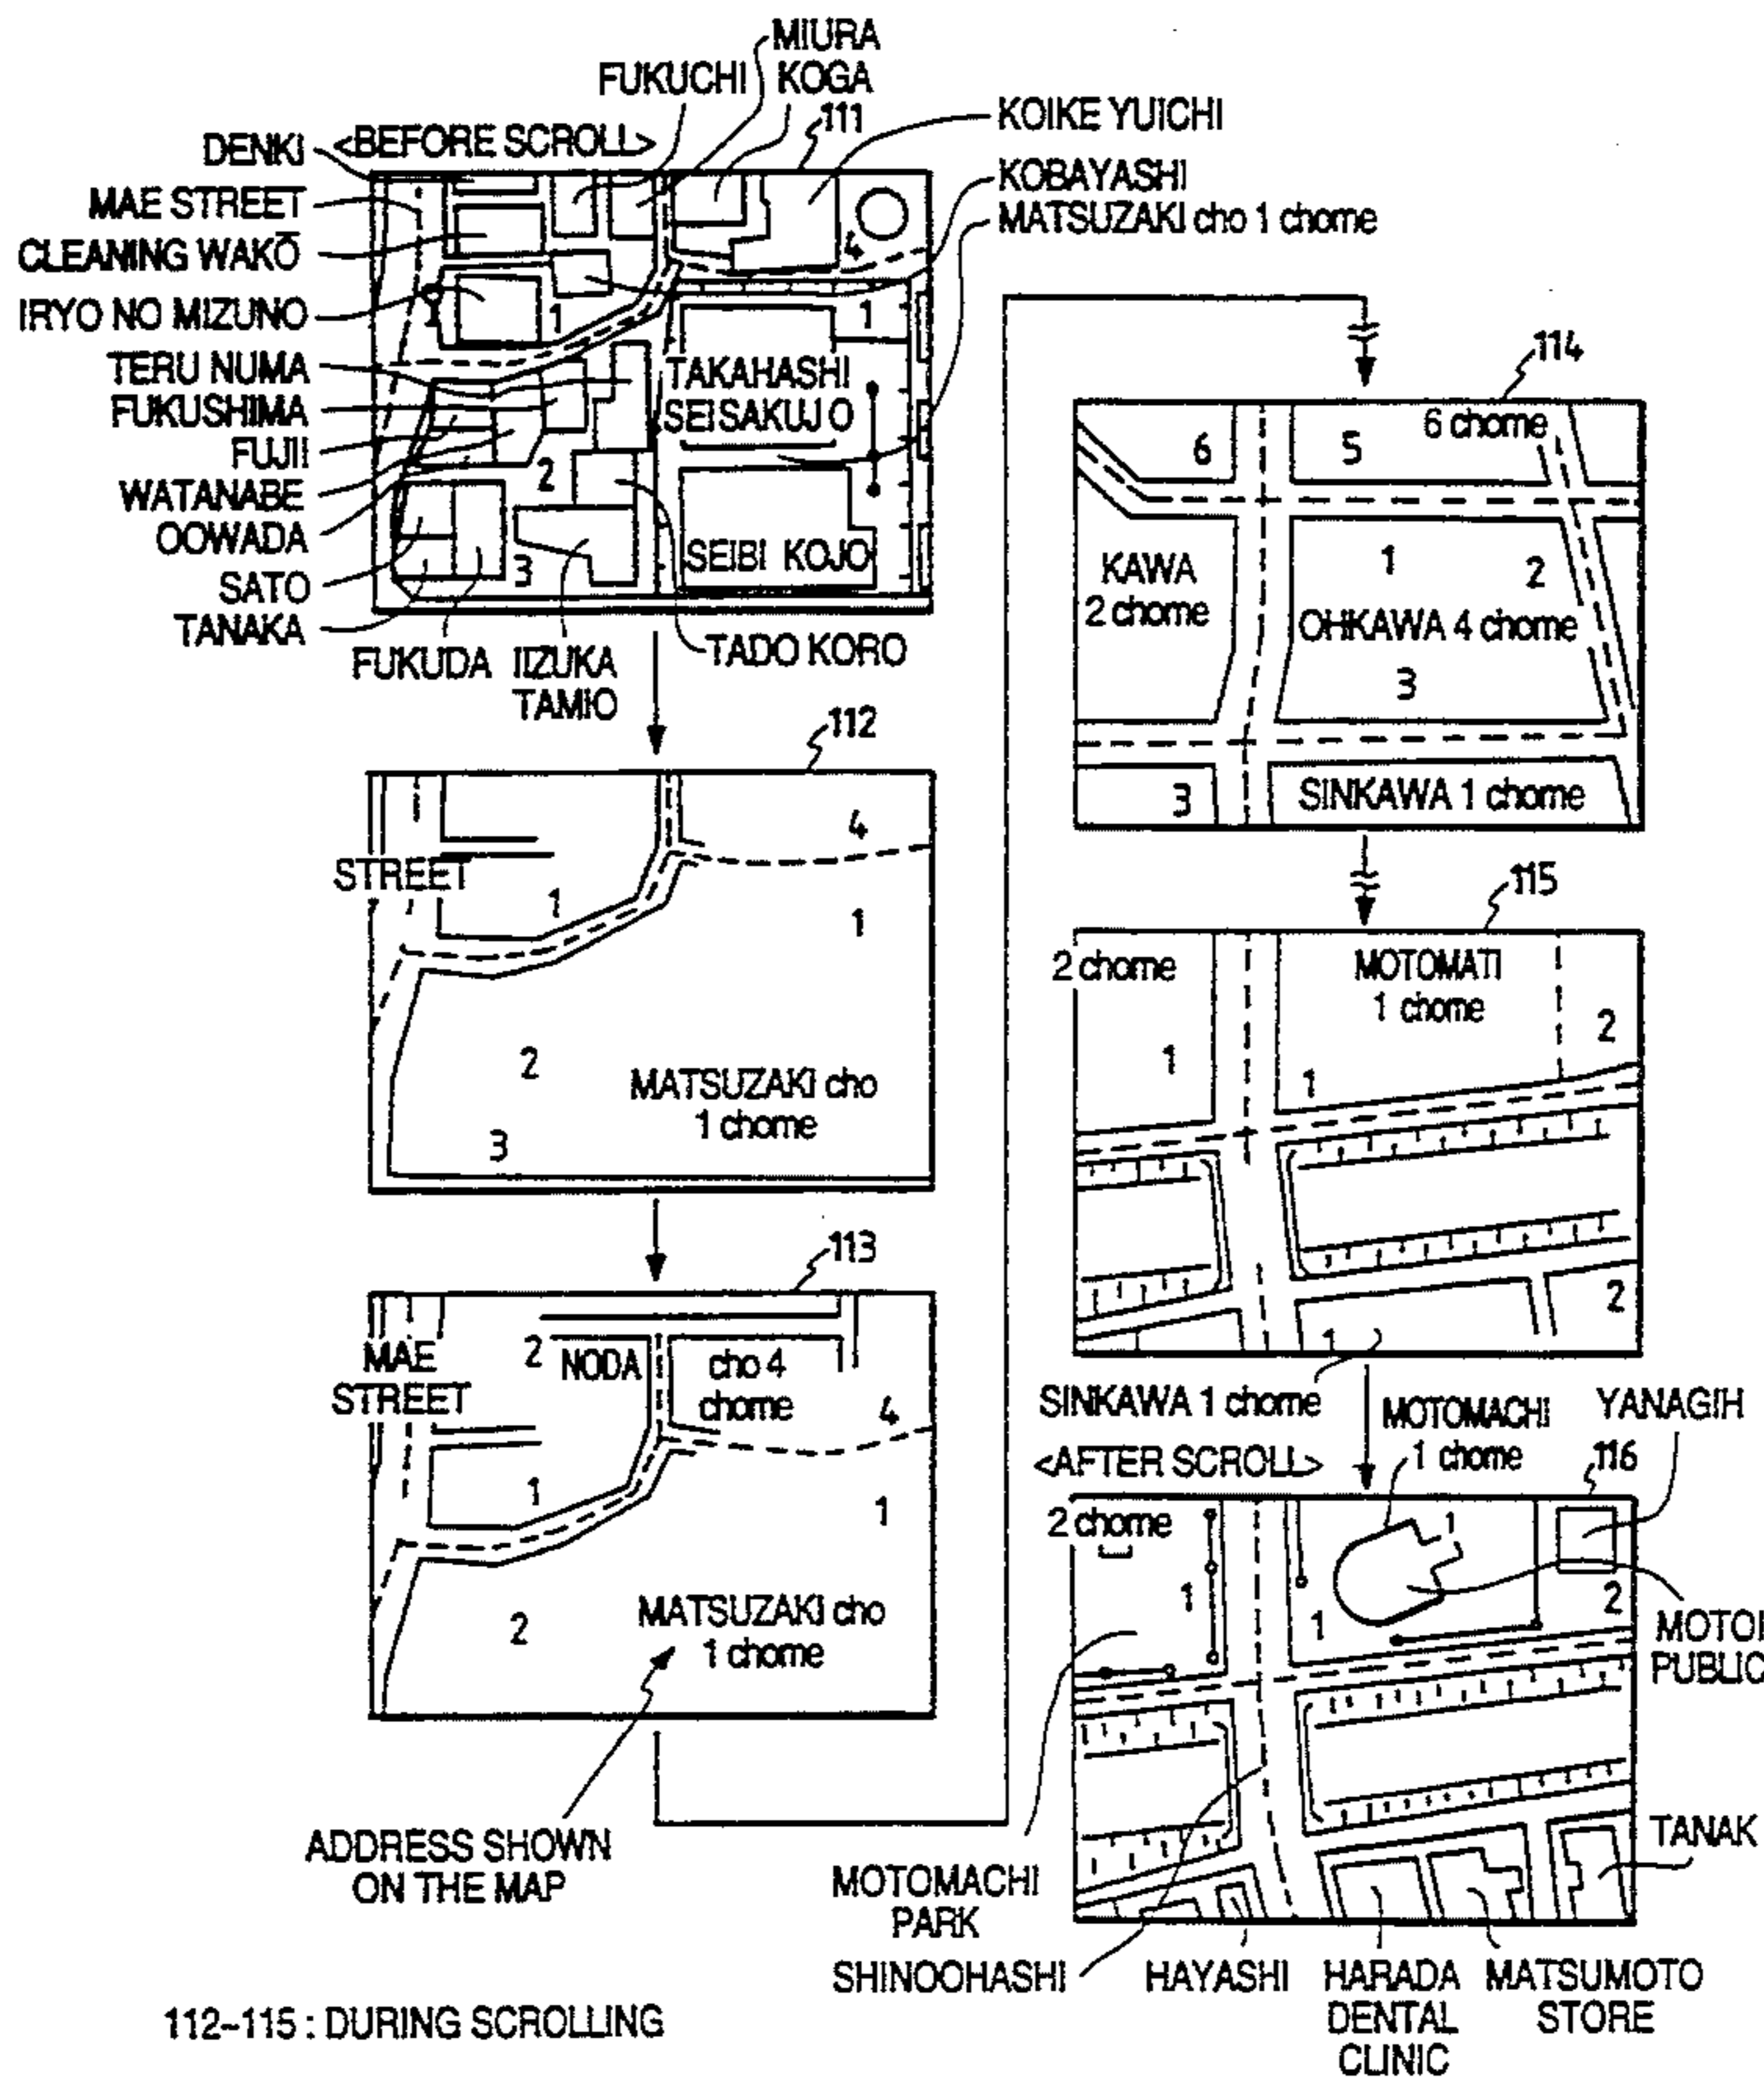 MIURA
FUKUCHI KOGA
111
KOIKE YUICHI
DENKI <BEFORE SCROLL>
KOBAYASHI
MAE STREET
MATSUZAKI cho 1 chome
CLEANING WAKŌ
4
IRYO NO MIZUNO
1
1
TERU NUMA
TAKAHASHI
SEISAKUJO
FUKUSHIMA
FUJII
WATANABE
2
OOWADA
SEIBI KOJO
SATO
3
TANAKA
FUKUDA
IIZUKA
TAMIO
TADO KORO
112
4
STREET
1
1
2
MATSUZAKI cho
1 chome
3
113
MAE
STREET
2 NODA
cho 4
chome
4
1
1
2
MATSUZAKI cho
1 chome
ADDRESS SHOWN
ON THE MAP
114
6 chome
6
5
KAWA
2 chome
1
2
OHKAWA 4 chome
3
3
SINKAWA 1 chome
115
2 chome
MOTOMATI
1 chome
2
1
1
2
1
SINKAWA 1 chome
MOTOMACHI
1 chome
YANAGIH
<AFTER SCROLL>
116
2 chome
1
1
1
2
PUBLIC
TANAK
MOTOMACHI
PARK
SHINOOHASHI
HAYASHI
HARADA
DENTAL
CLINIC
MATSUMOTO
STORE
112~115 : DURING SCROLLING